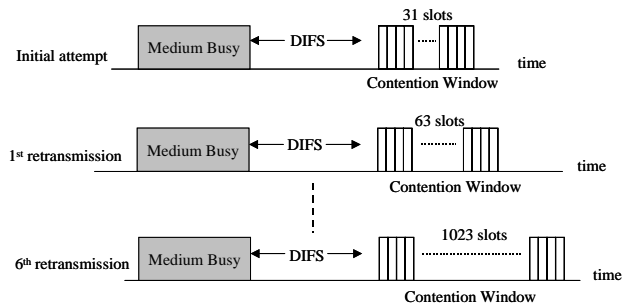 31 slots
Initial attempt
Medium Busy
DIFS
time
Contention Window
63 slots
1st retransmission
Medium Busy
DIFS
time
Contention Window
1023 slots
6th retransmission
Medium Busy
DIFS
time
Contention Window